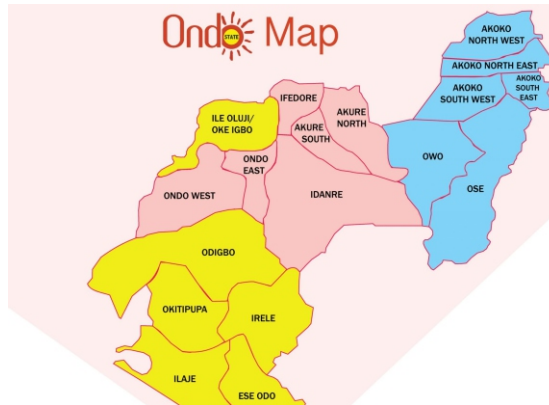 Ondo Map
STATE
AKOKO
NORTH WEST
AKOKO NORTH EAST
AKOKO
SOUTH WEST
AKOKO
SOUTH
EAST
IFEDORE
AKURE
NORTH
ILE OLUJI/
OKE IGBO
AKURE
SOUTH
OWO
ONDO
EAST
OSE
ONDO WEST
IDANRE
ODIGBO
OKITIPUPA
IRELE
ILAJE
ESE ODO